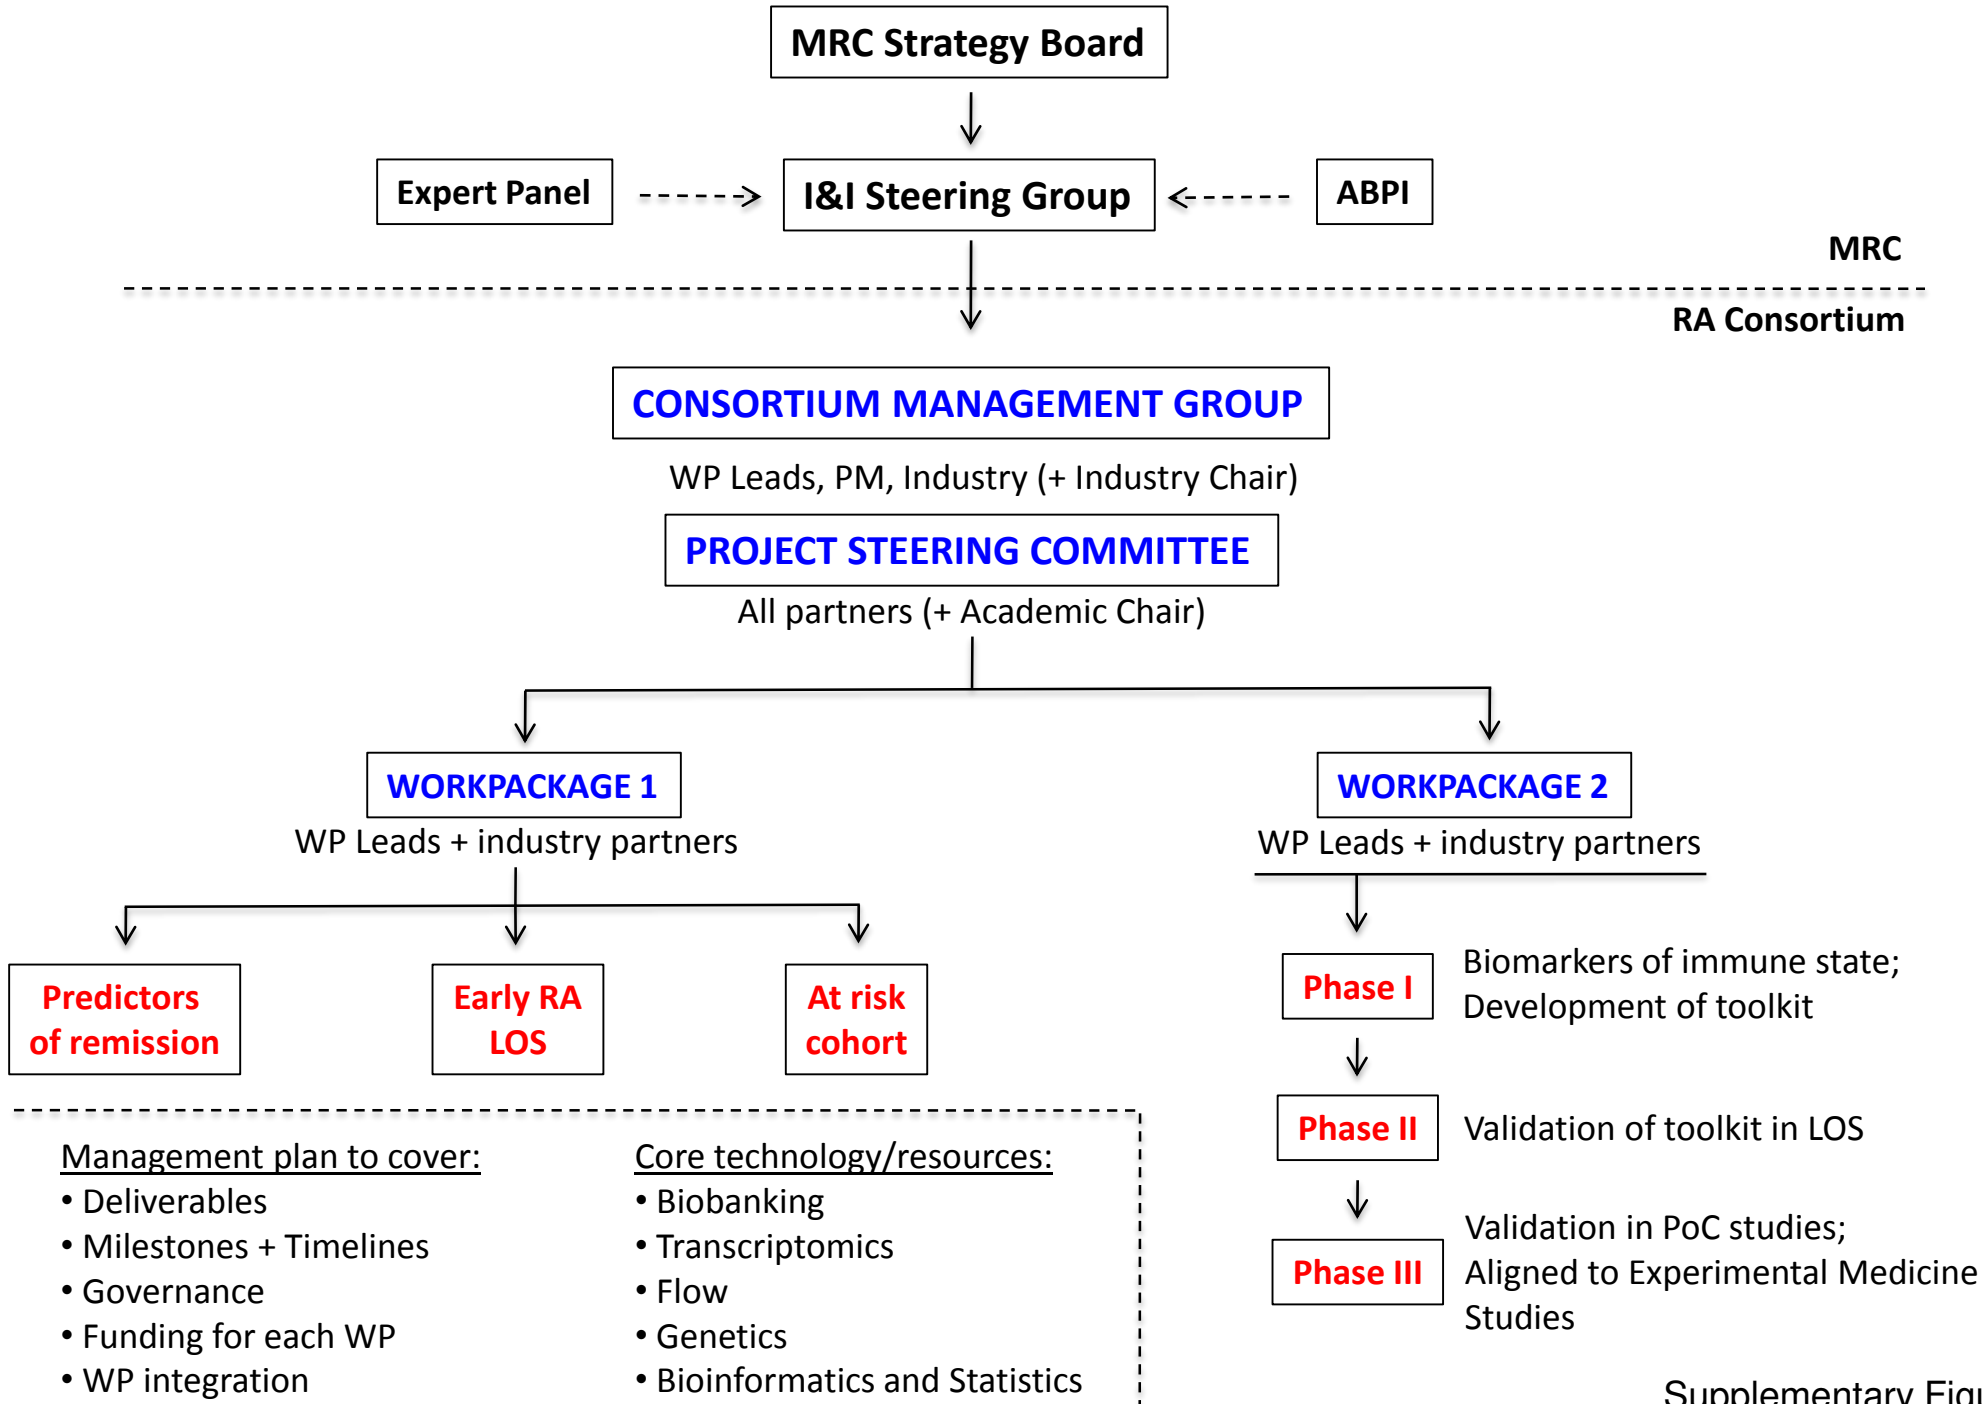 MRC Strategy Board
Expert Panel
I&I Steering Group
ABPI
MRC
RA Consortium
CONSORTIUM MANAGEMENT GROUP
WP Leads, PM, Industry (+ Industry Chair)
PROJECT STEERING COMMITTEE
All partners (+ Academic Chair)
WORKPACKAGE 1
WP Leads + industry partners
Predictors
of remission
Early RA
LOS
At risk
cohort
WORKPACKAGE 2
WP Leads + industry partners
Phase I
Biomarkers of immune state;
Development of toolkit
Phase II
Validation of toolkit in LOS
Phase III
Validation in PoC studies;
Aligned to Experimental Medicine
Studies
Management plan to cover:
• Deliverables
• Milestones + Timelines
• Governance
• Funding for each WP
• WP integration
Core technology/resources:
• Biobanking
• Transcriptomics
• Flow
• Genetics
• Bioinformatics and Statistics
Supplementary